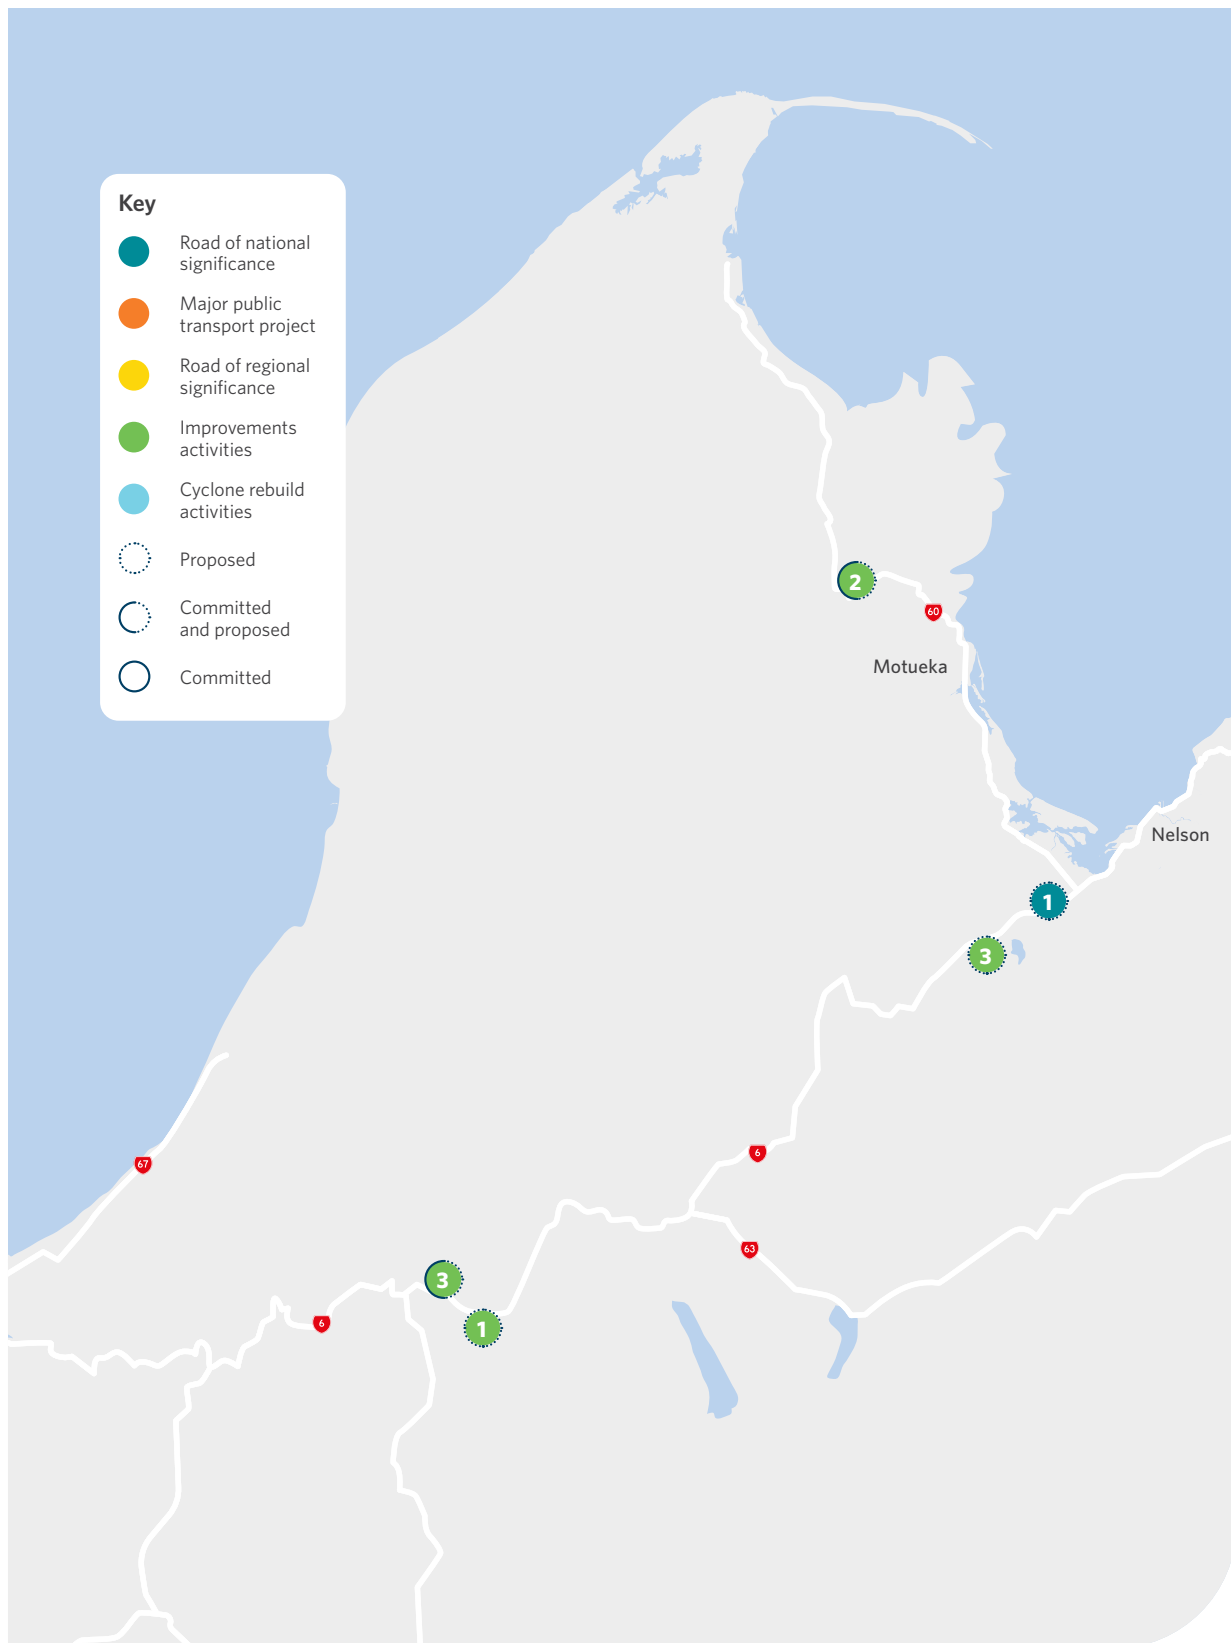 Key
Road of national
significance
Major public
transport project
Road of regional
significance
Improvements
activities
Cyclone rebuild
activities
Proposed
Committed
and proposed
Committed
2
60
Motueka
Nelson
1
3
67
6
63
3
1
6